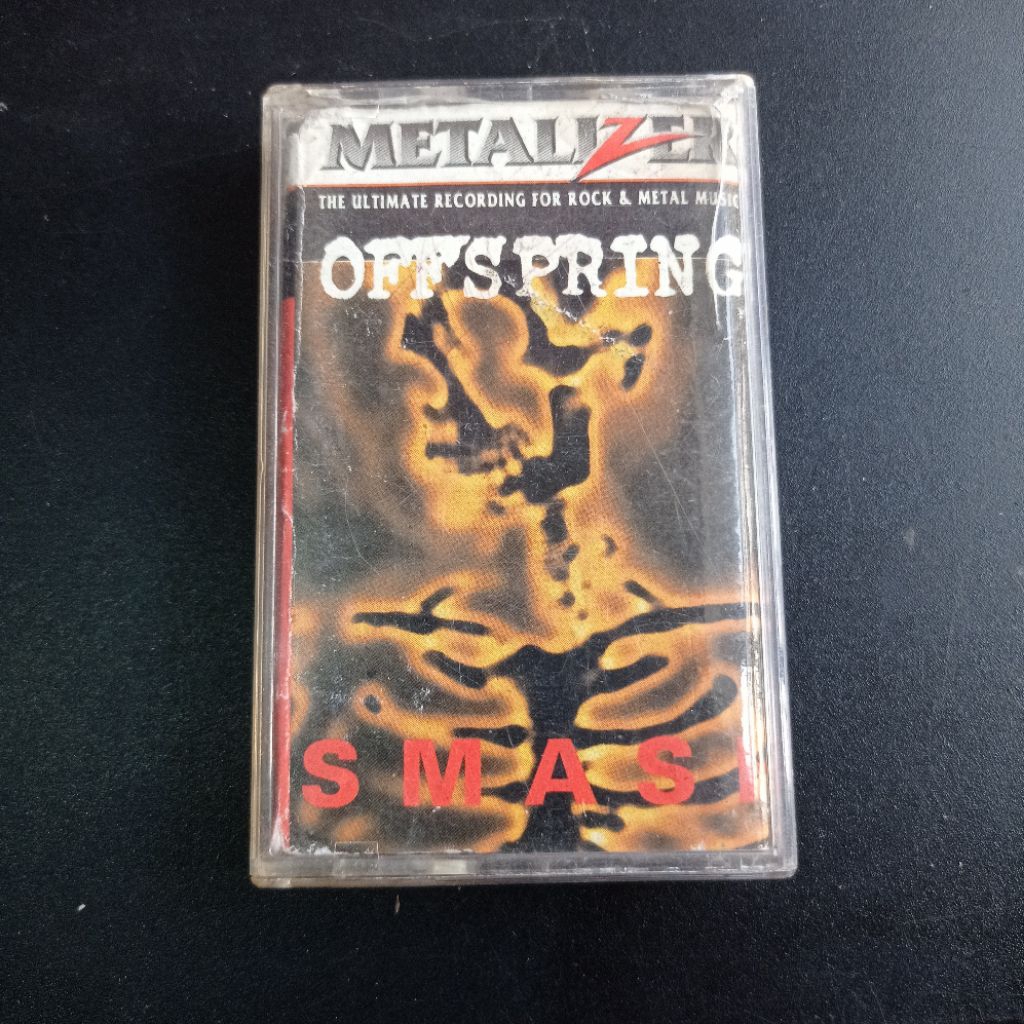 METALIZER
THE ULTIMATE RECORDING FOR ROCK & METAL MUSIC
OFFSPRING
SMASH